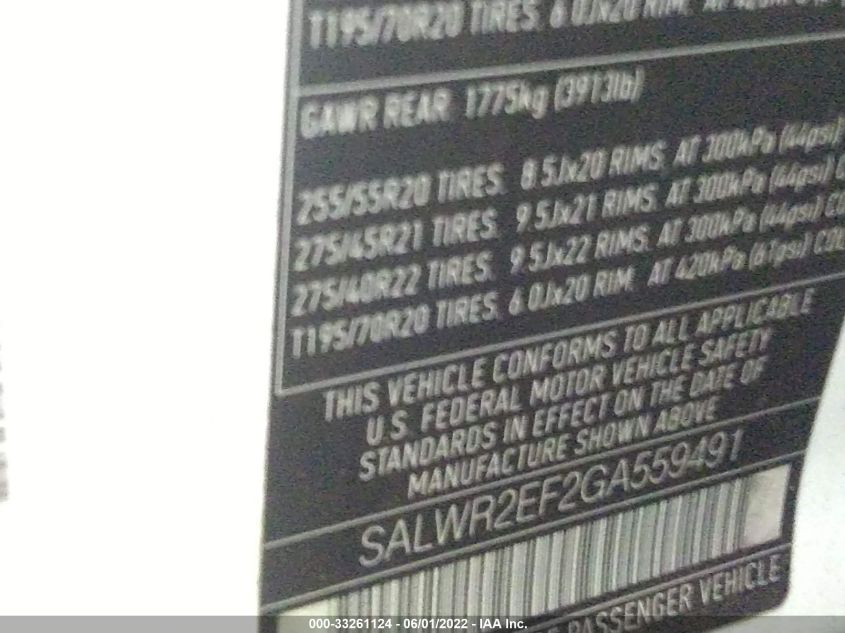 T195/70R20 TIRES. 6.0Jx20 RIM. AT
GAWR REAR 1775kg (3913lb)
255/55R20 TIRES. 8.5Jx20 RIMS. AT 300kPa (44psi)
275/45R21 TIRES. 9.5Jx21 RIMS. AT 300kPa (44psi)
275/40R22 TIRES. 9.5Jx22 RIMS. AT 300kPa (44psi)
T195/70R20 TIRES. 6.0Jx20 RIM. AT 420kPa (61psi)
THIS VEHICLE CONFORMS TO ALL APPLICABLE
U.S. FEDERAL MOTOR VEHICLE SAFETY
STANDARDS IN EFFECT ON THE DATE OF
MANUFACTURE SHOWN ABOVE
SALWR2EF2GA559491
PASSENGER VEHICLE
000-33261124 - 06/01/2022 - IAA Inc.